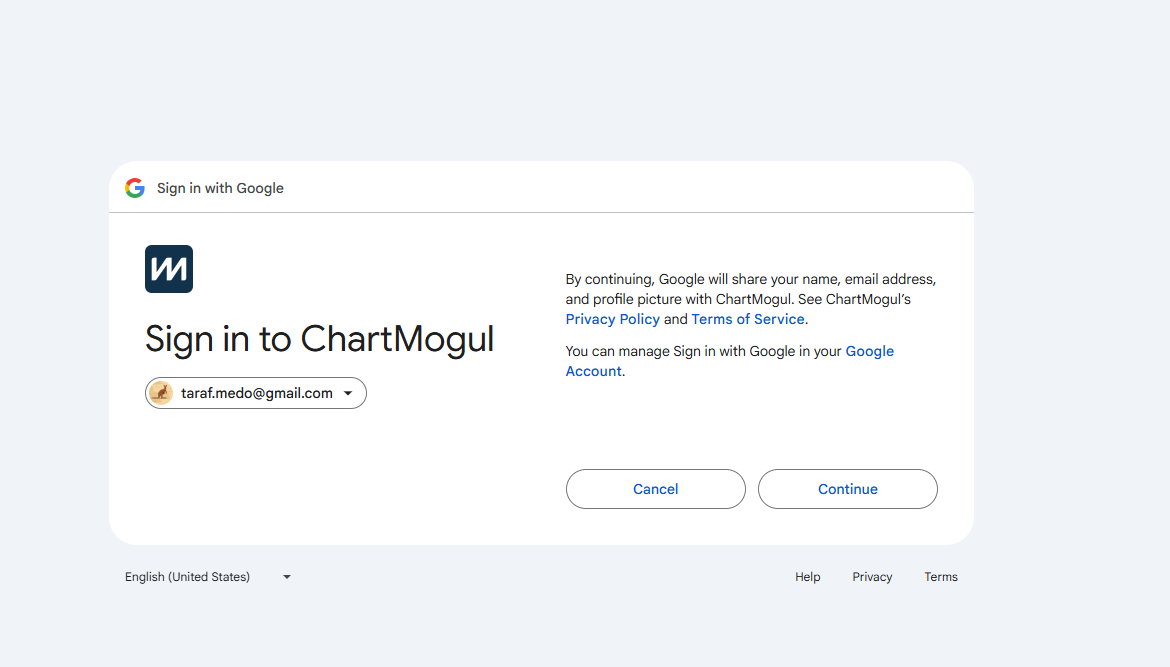 Sign in with Google
Sign in to ChartMogul
taraf.medo@gmail.com
By continuing, Google will share your name, email address,
and profile picture with ChartMogul. See ChartMogul’s
Privacy Policy and Terms of Service.
You can manage Sign in with Google in your Google
Account.
Cancel
Continue
English (United States)
Help
Privacy
Terms